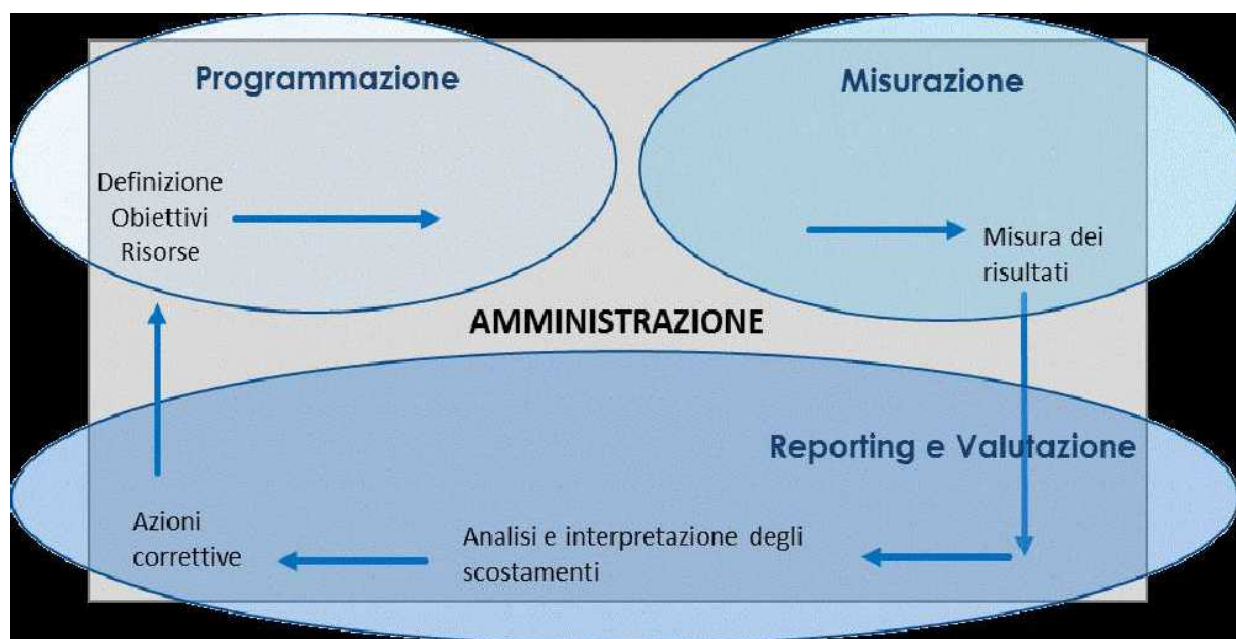 Programmazione
Misurazione
Definizione
Obiettivi
Risorse
Misura dei
risultati
AMMINISTRAZIONE
Reporting e Valutazione
Analisi e interpretazione degli
scostamenti
Azioni
correttive